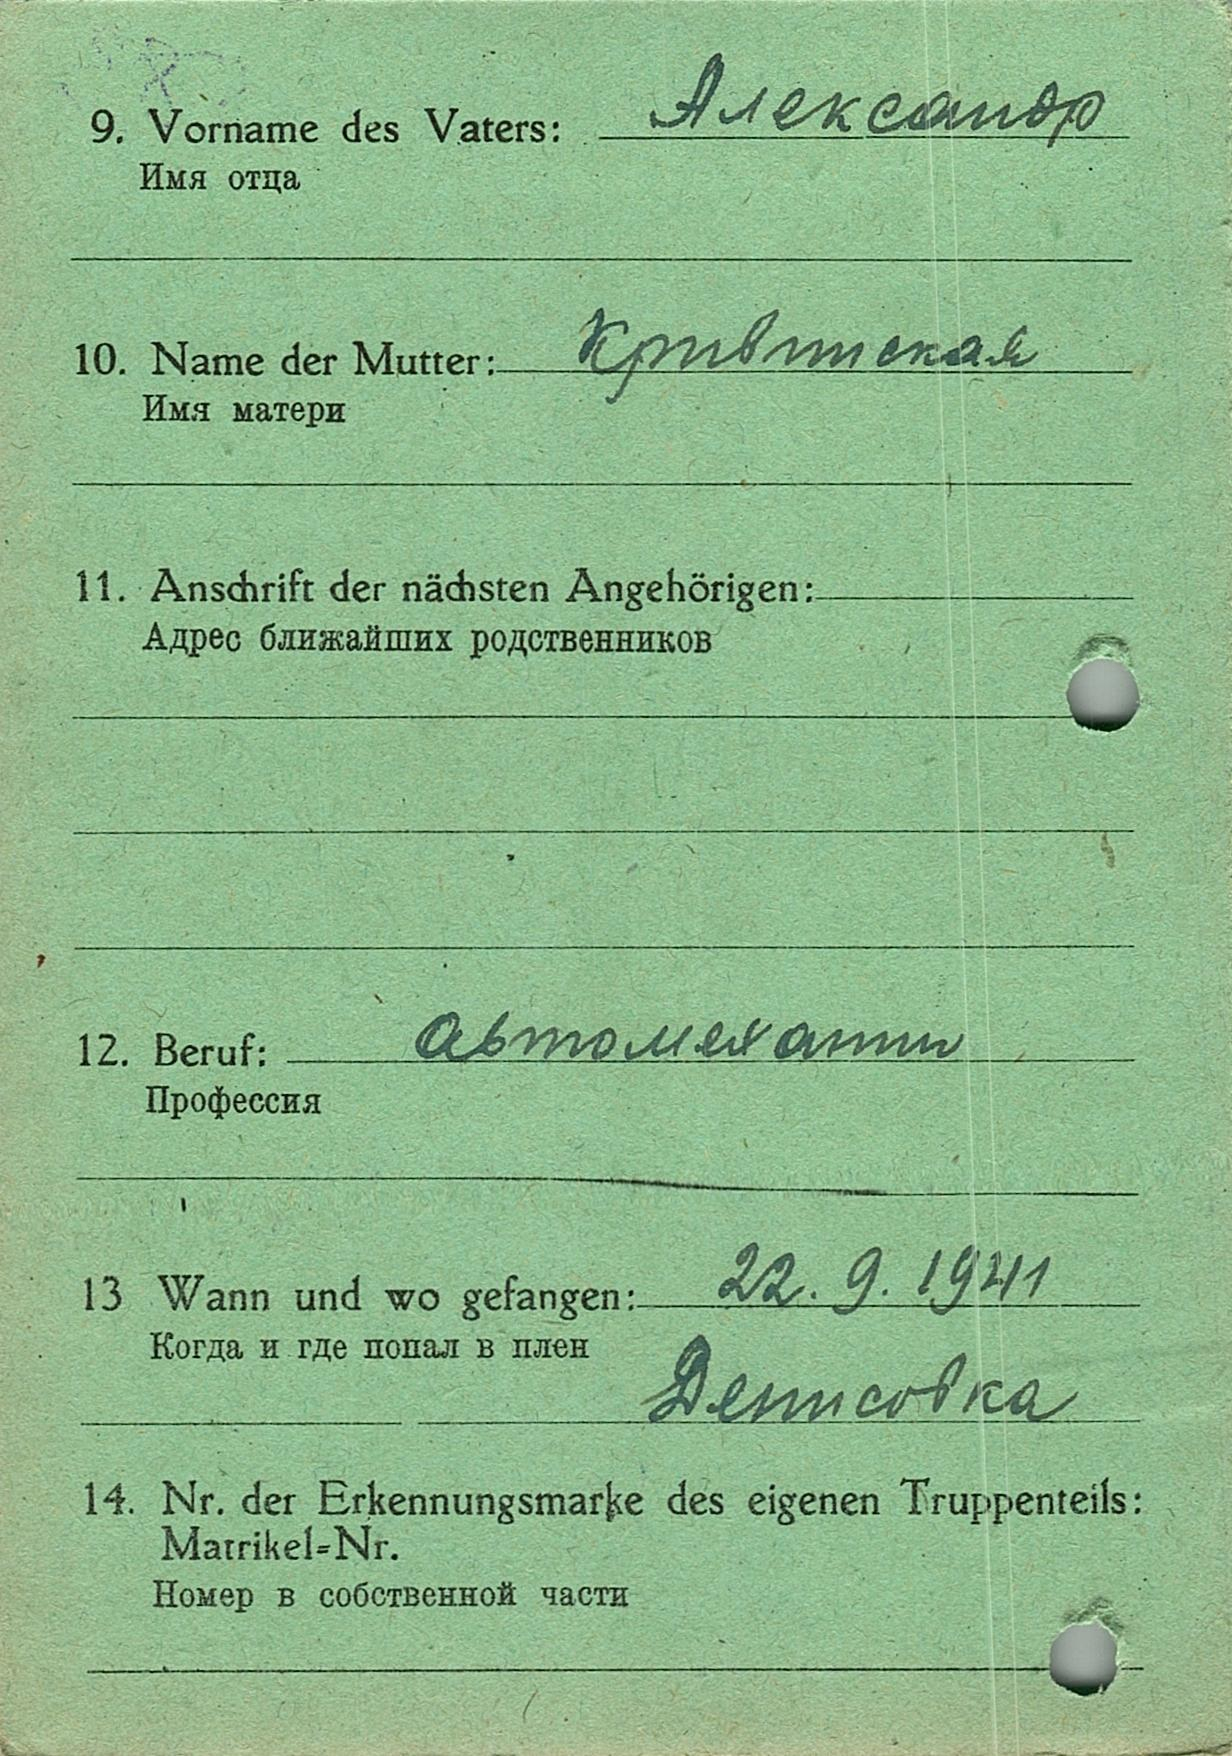 9. Vorname des Vaters: Александр
Имя отца
10. Name der Mutter:
Имя матери
11. Anschrift der nächsten Angehörigen:
Адрес ближайших родственников
12. Beruf: автомеханик
Профессия
13 Wann und wo gefangen: 22. 9. 1941
Когда и где попал в плен
Денисовка
14. Nr. der Erkennungsmarke des eigenen Truppenteils:
Matrikel-Nr.
Номер в собственной части